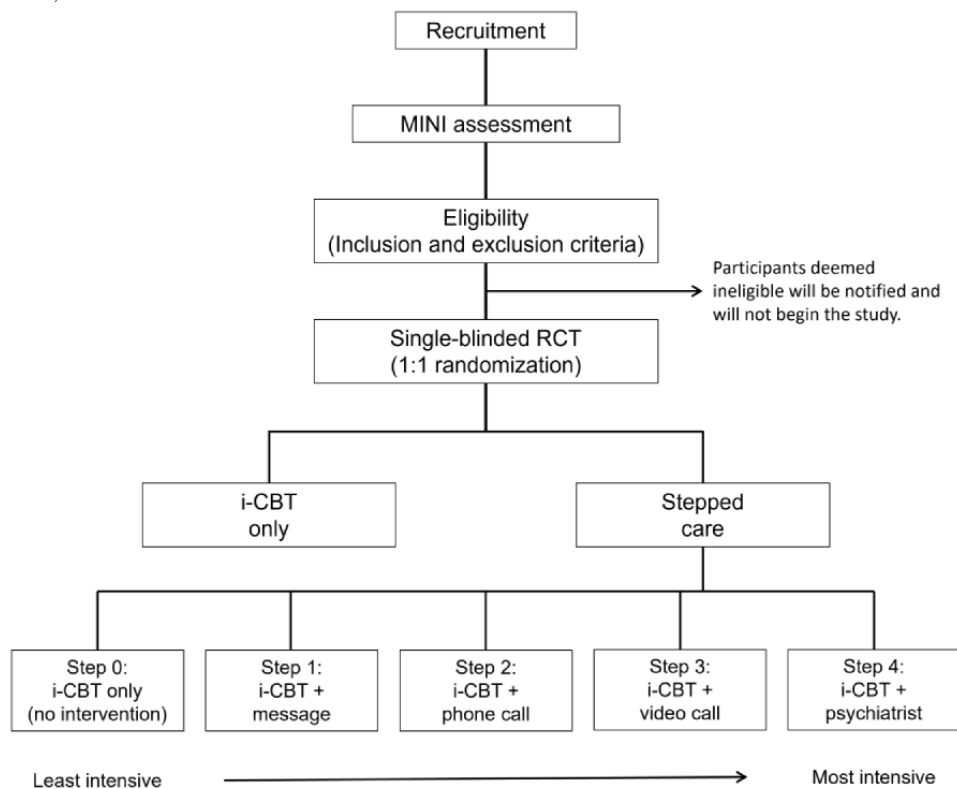 Recruitment
MINI assessment
Eligibility
(Inclusion and exclusion criteria)
Participants deemed
ineligible will be notified and
will not begin the study.
Single-blinded RCT
(1:1 randomization)
i-CBT
only
Stepped
care
Step 0:
i-CBT only
(no intervention)
Step 1:
i-CBT +
message
Step 2:
i-CBT +
phone call
Step 3:
i-CBT +
video call
Step 4:
i-CBT +
psychiatrist
Least intensive
Most intensive